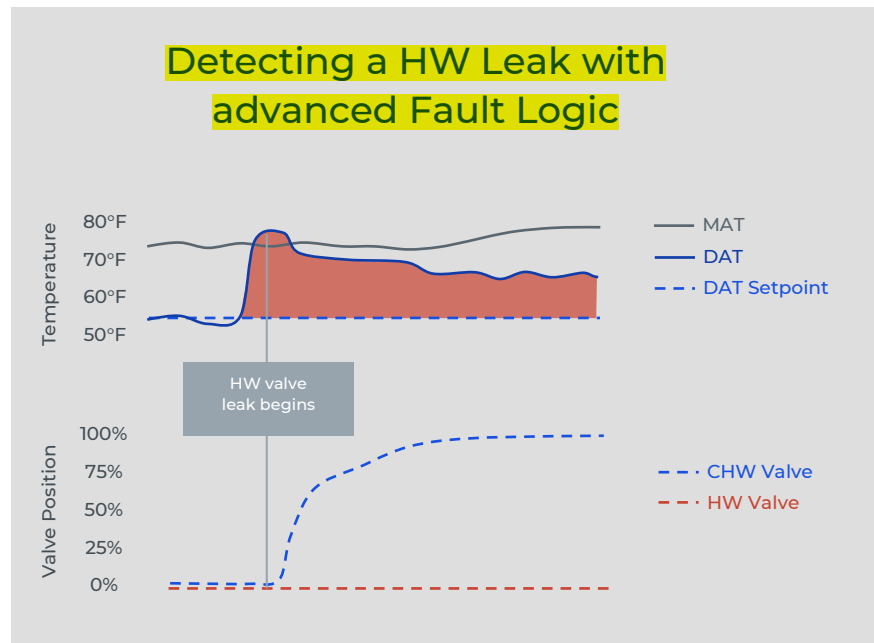 Detecting a HW Leak with
advanced Fault Logic
Temperature
80°F
70°F
60°F
50°F
MAT
DAT
DAT Setpoint
HW valve
leak begins
Valve Position
100%
75%
50%
25%
0%
CHW Valve
HW Valve